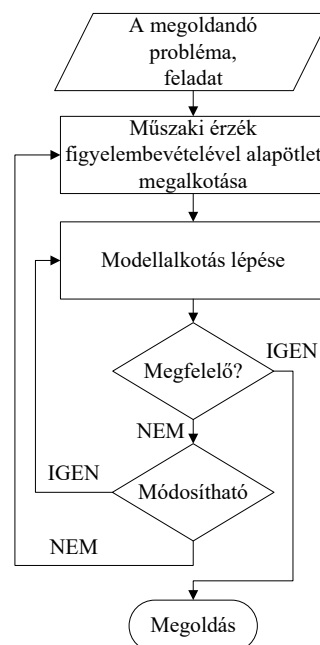 A megoldandó
probléma,
feladat
Műszaki érzék
figyelembevételével alapötlet
megalkotása
Modellalkotás lépése
IGEN
Megfelelő?
NEM
IGEN
Módosítható
NEM
Megoldás